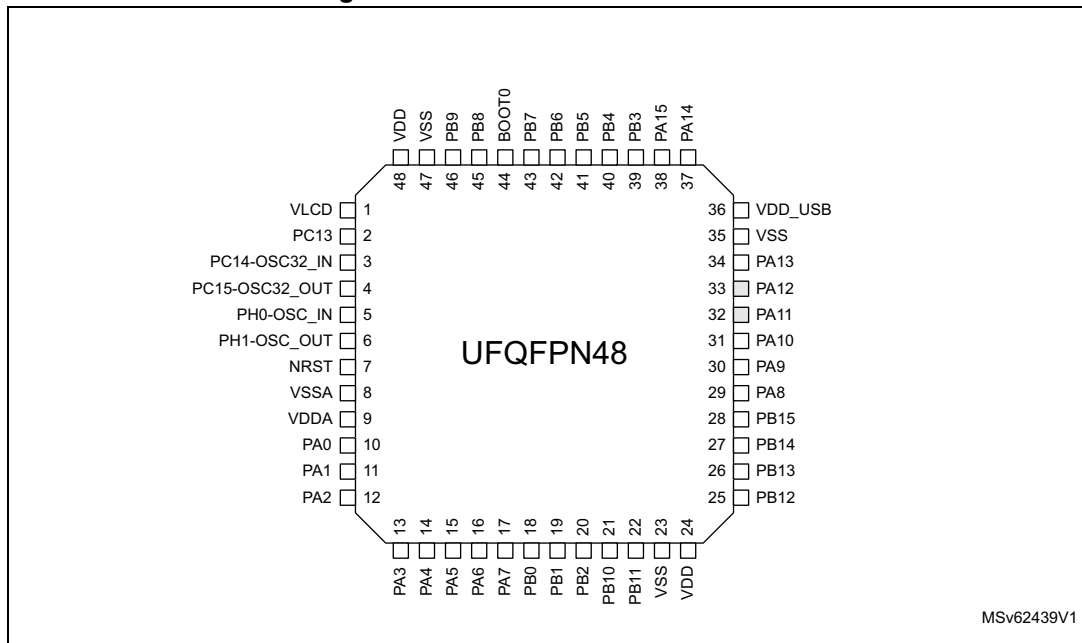 VDD VSS PB9 PB8 BOOT0 PB7 PB6 PB5 PB4 PB3 PA15 PA14
48 47 46 45 44 43 42 41 40 39 38 37
VLCD 1 36 VDD_USB
PC13 2 35 VSS
PC14-OSC32_IN 3 34 PA13
PC15-OSC32_OUT 4 33 PA12
PH0-OSC_IN 5 32 PA11
PH1-OSC_OUT 6 31 PA10
UFQFPN48
NRST 7 30 PA9
VSSA 8 29 PA8
VDDA 9 28 PB15
PA0 10 27 PB14
PA1 11 26 PB13
PA2 12 25 PB12
13 14 15 16 17 18 19 20 21 22 23 24
PA3 PA4 PA5 PA6 PA7 PB0 PB1 PB2 PB10 PB11 VSS VDD
MSv62439V1